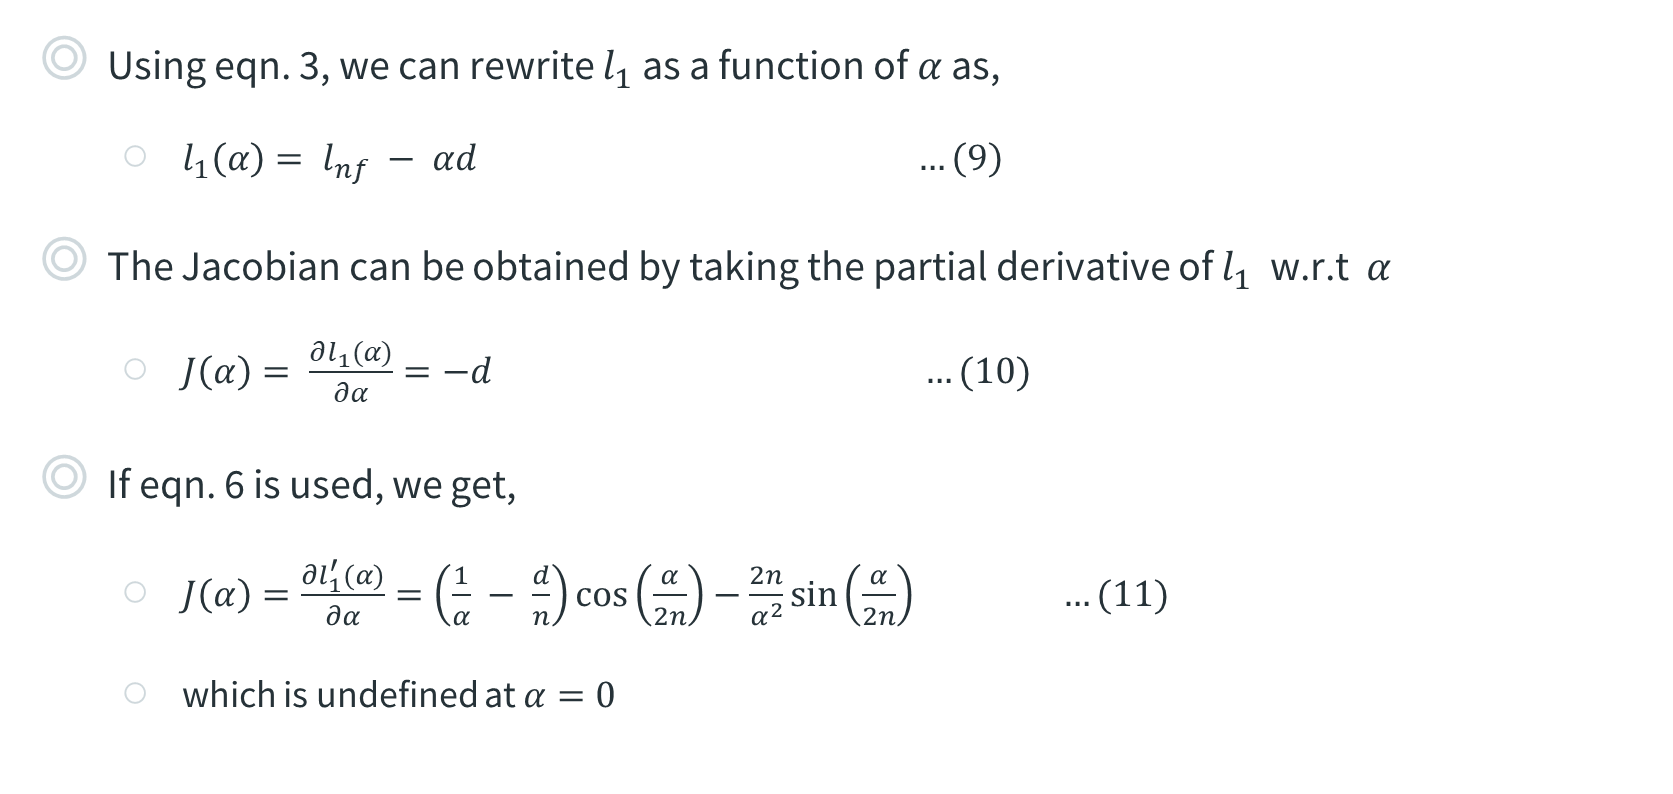 Using eqn. 3, we can rewrite l₁ as a function of α as,
l₁(α) = lₙf − αd ...(9)
The Jacobian can be obtained by taking the partial derivative of l₁ w.r.t α
J(α) = ∂l₁(α)/∂α = −d ...(10)
If eqn. 6 is used, we get,
J(α) = ∂l₁′(α)/∂α = (1/α − d/n) cos(α/2n) − 2n/α² sin(α/2n) ...(11)
which is undefined at α = 0